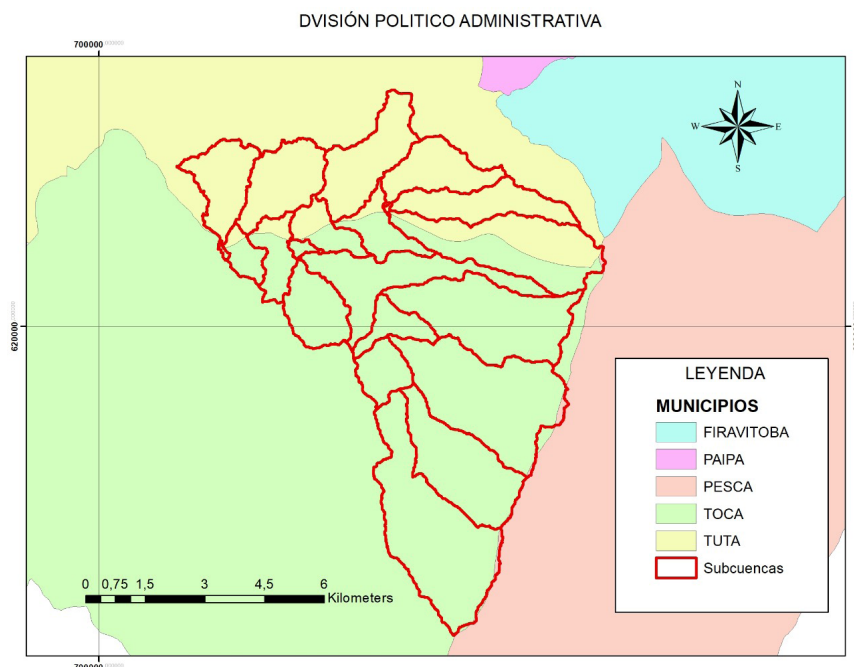 DVISIÓN POLITICO ADMINISTRATIVA
700000
N
W E
S
620000
LEYENDA
MUNICIPIOS
FIRAVITOBA
PAIPA
PESCA
TOCA
TUTA
Subcuencas
0 0,75 1,5 3 4,5 6
Kilometers